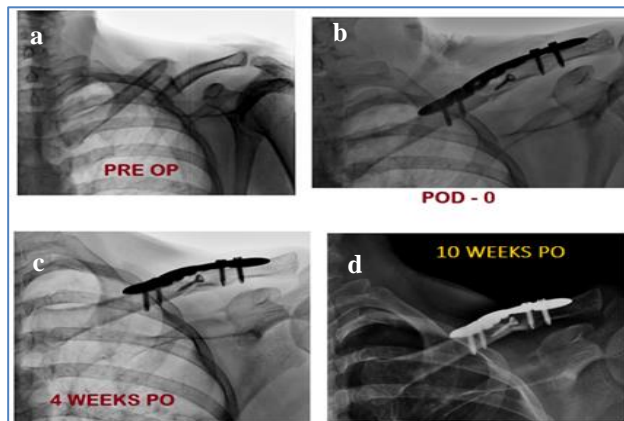 a
PRE OP
b
POD - 0
c
4 WEEKS PO
d
10 WEEKS PO